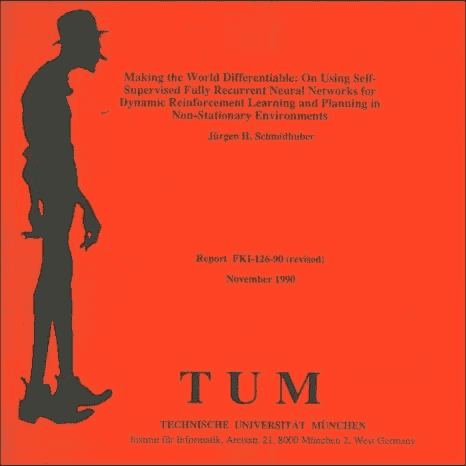 Making the World Differentiable: On Using Self-
Supervised Fully Recurrent Neural Networks for
Dynamic Reinforcement Learning and Planning in
Non-Stationary Environments
Jürgen H. Schmidhuber
Report FKI-126-90 (revised)
November 1990
TUM
TECHNISCHE UNIVERSITÄT MÜNCHEN
Institut für Informatik, Arcisstr. 21, 8000 München 2, West Germany